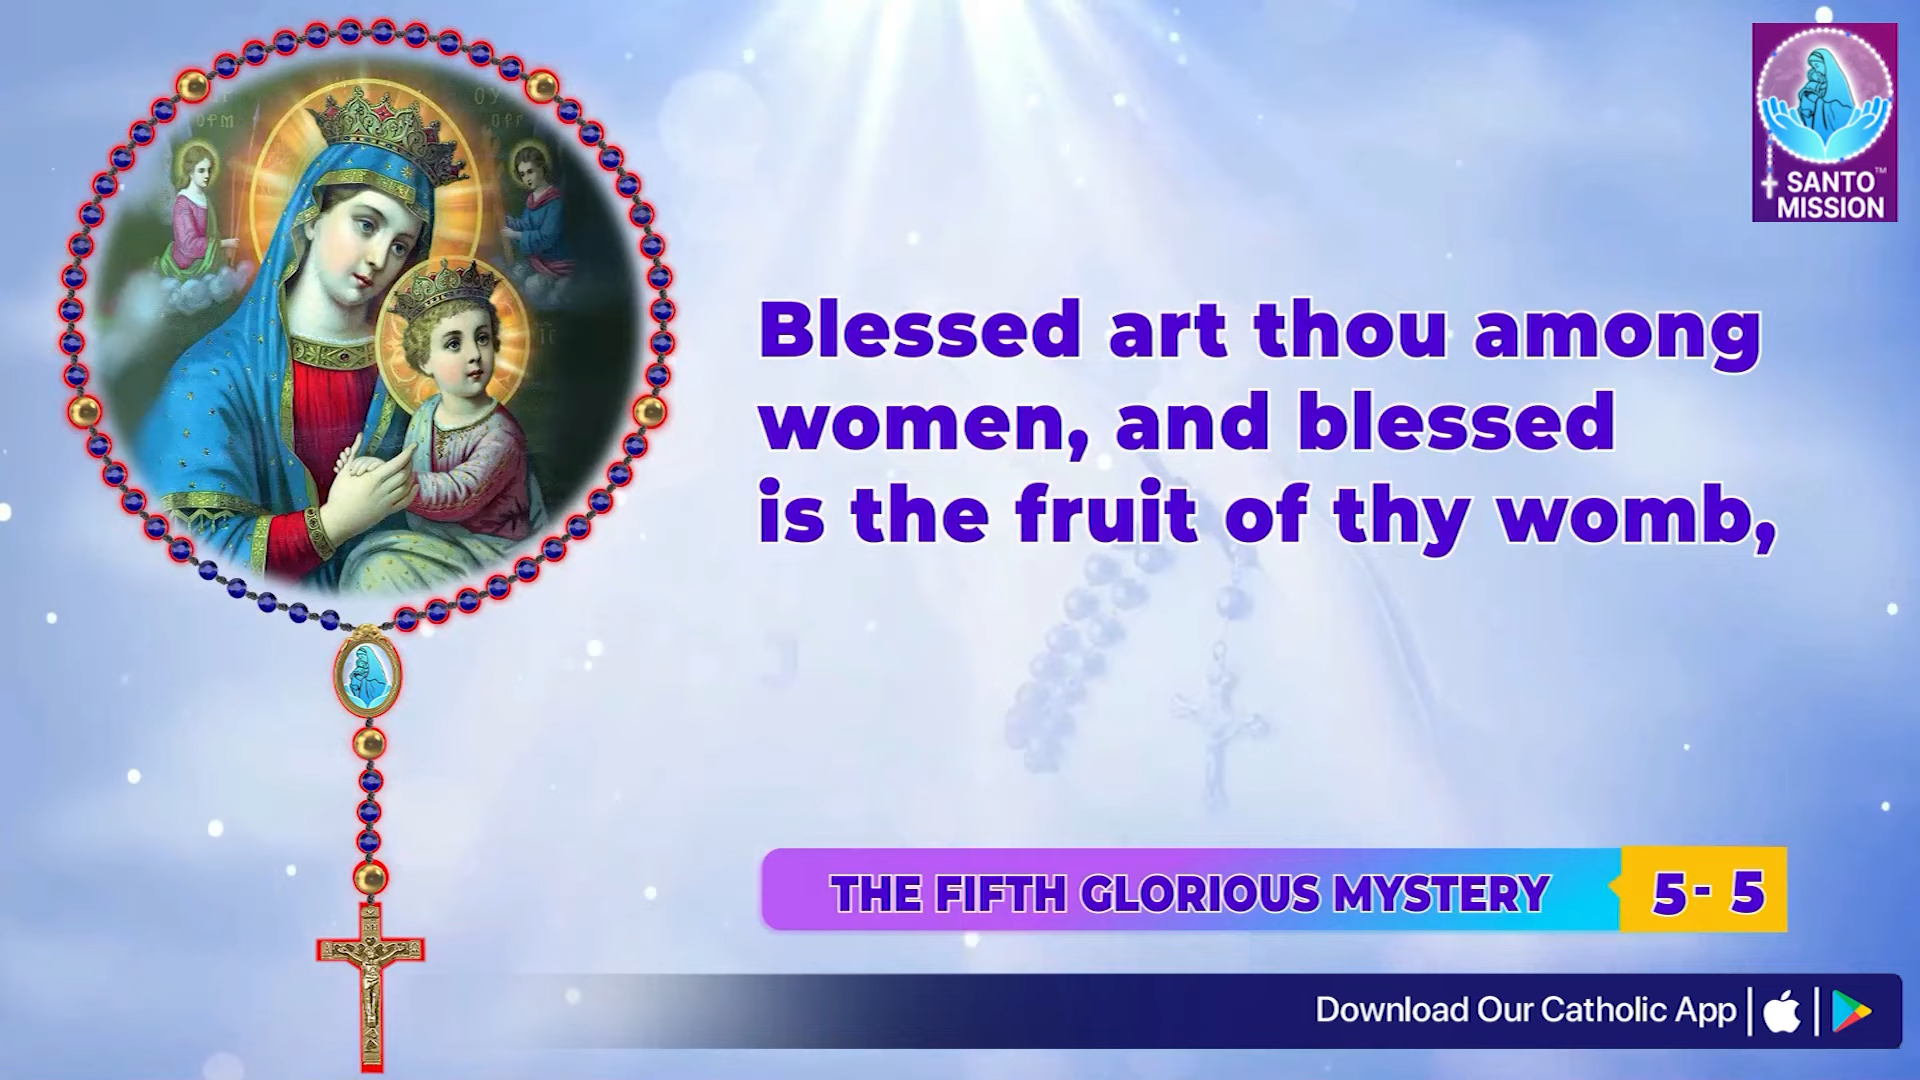 SANTO™
MISSION
Blessed art thou among
women, and blessed
is the fruit of thy womb,
THE FIFTH GLORIOUS MYSTERY 5- 5
Download Our Catholic App